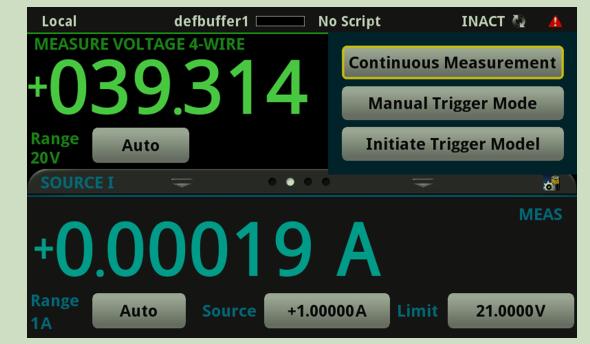 Local defbuffer1 No Script INACT
MEASURE VOLTAGE 4-WIRE
+039.314
Range
20V
Auto
Continuous Measurement
Manual Trigger Mode
Initiate Trigger Model
SOURCE I
MEAS
+0.00019 A
Range
1A
Auto
Source +1.00000A Limit 21.0000V